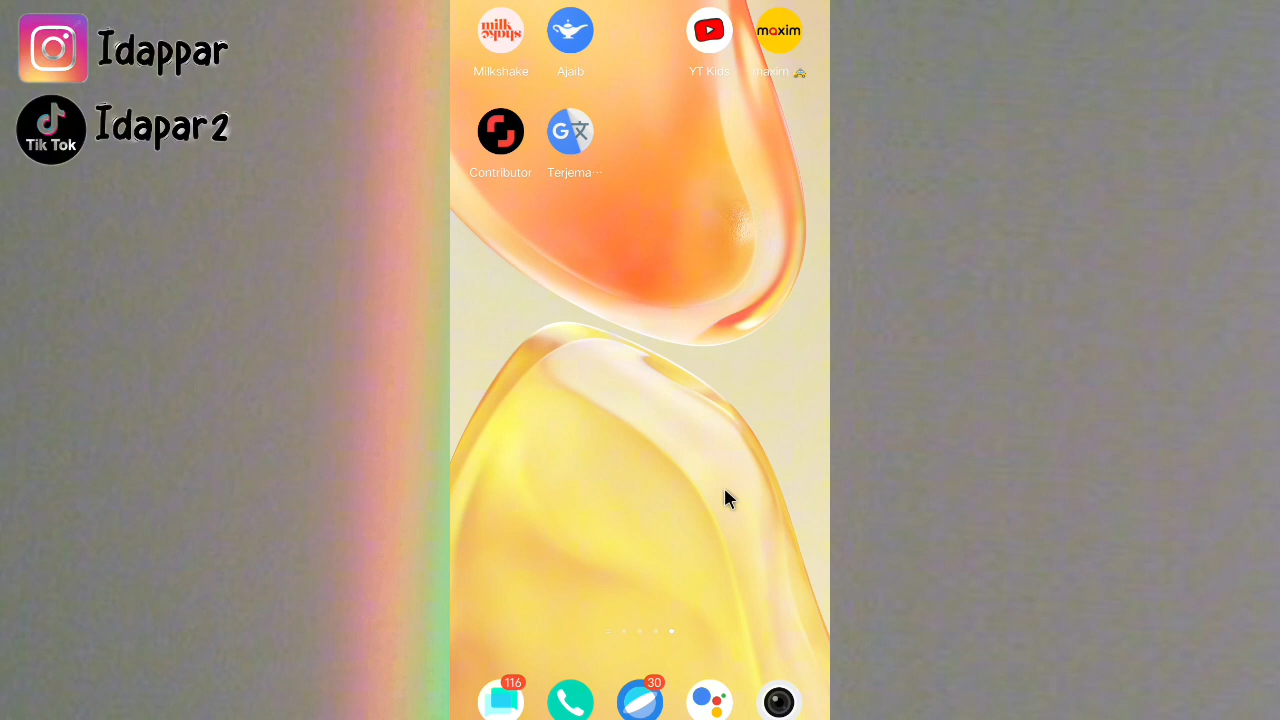 Idappar
Tik Tok
Idapar2
milk
shake
maxim
Milkshake
Ajaib
YT Kids
maxim 🚕
G
Contributor
Terjema···
116
30